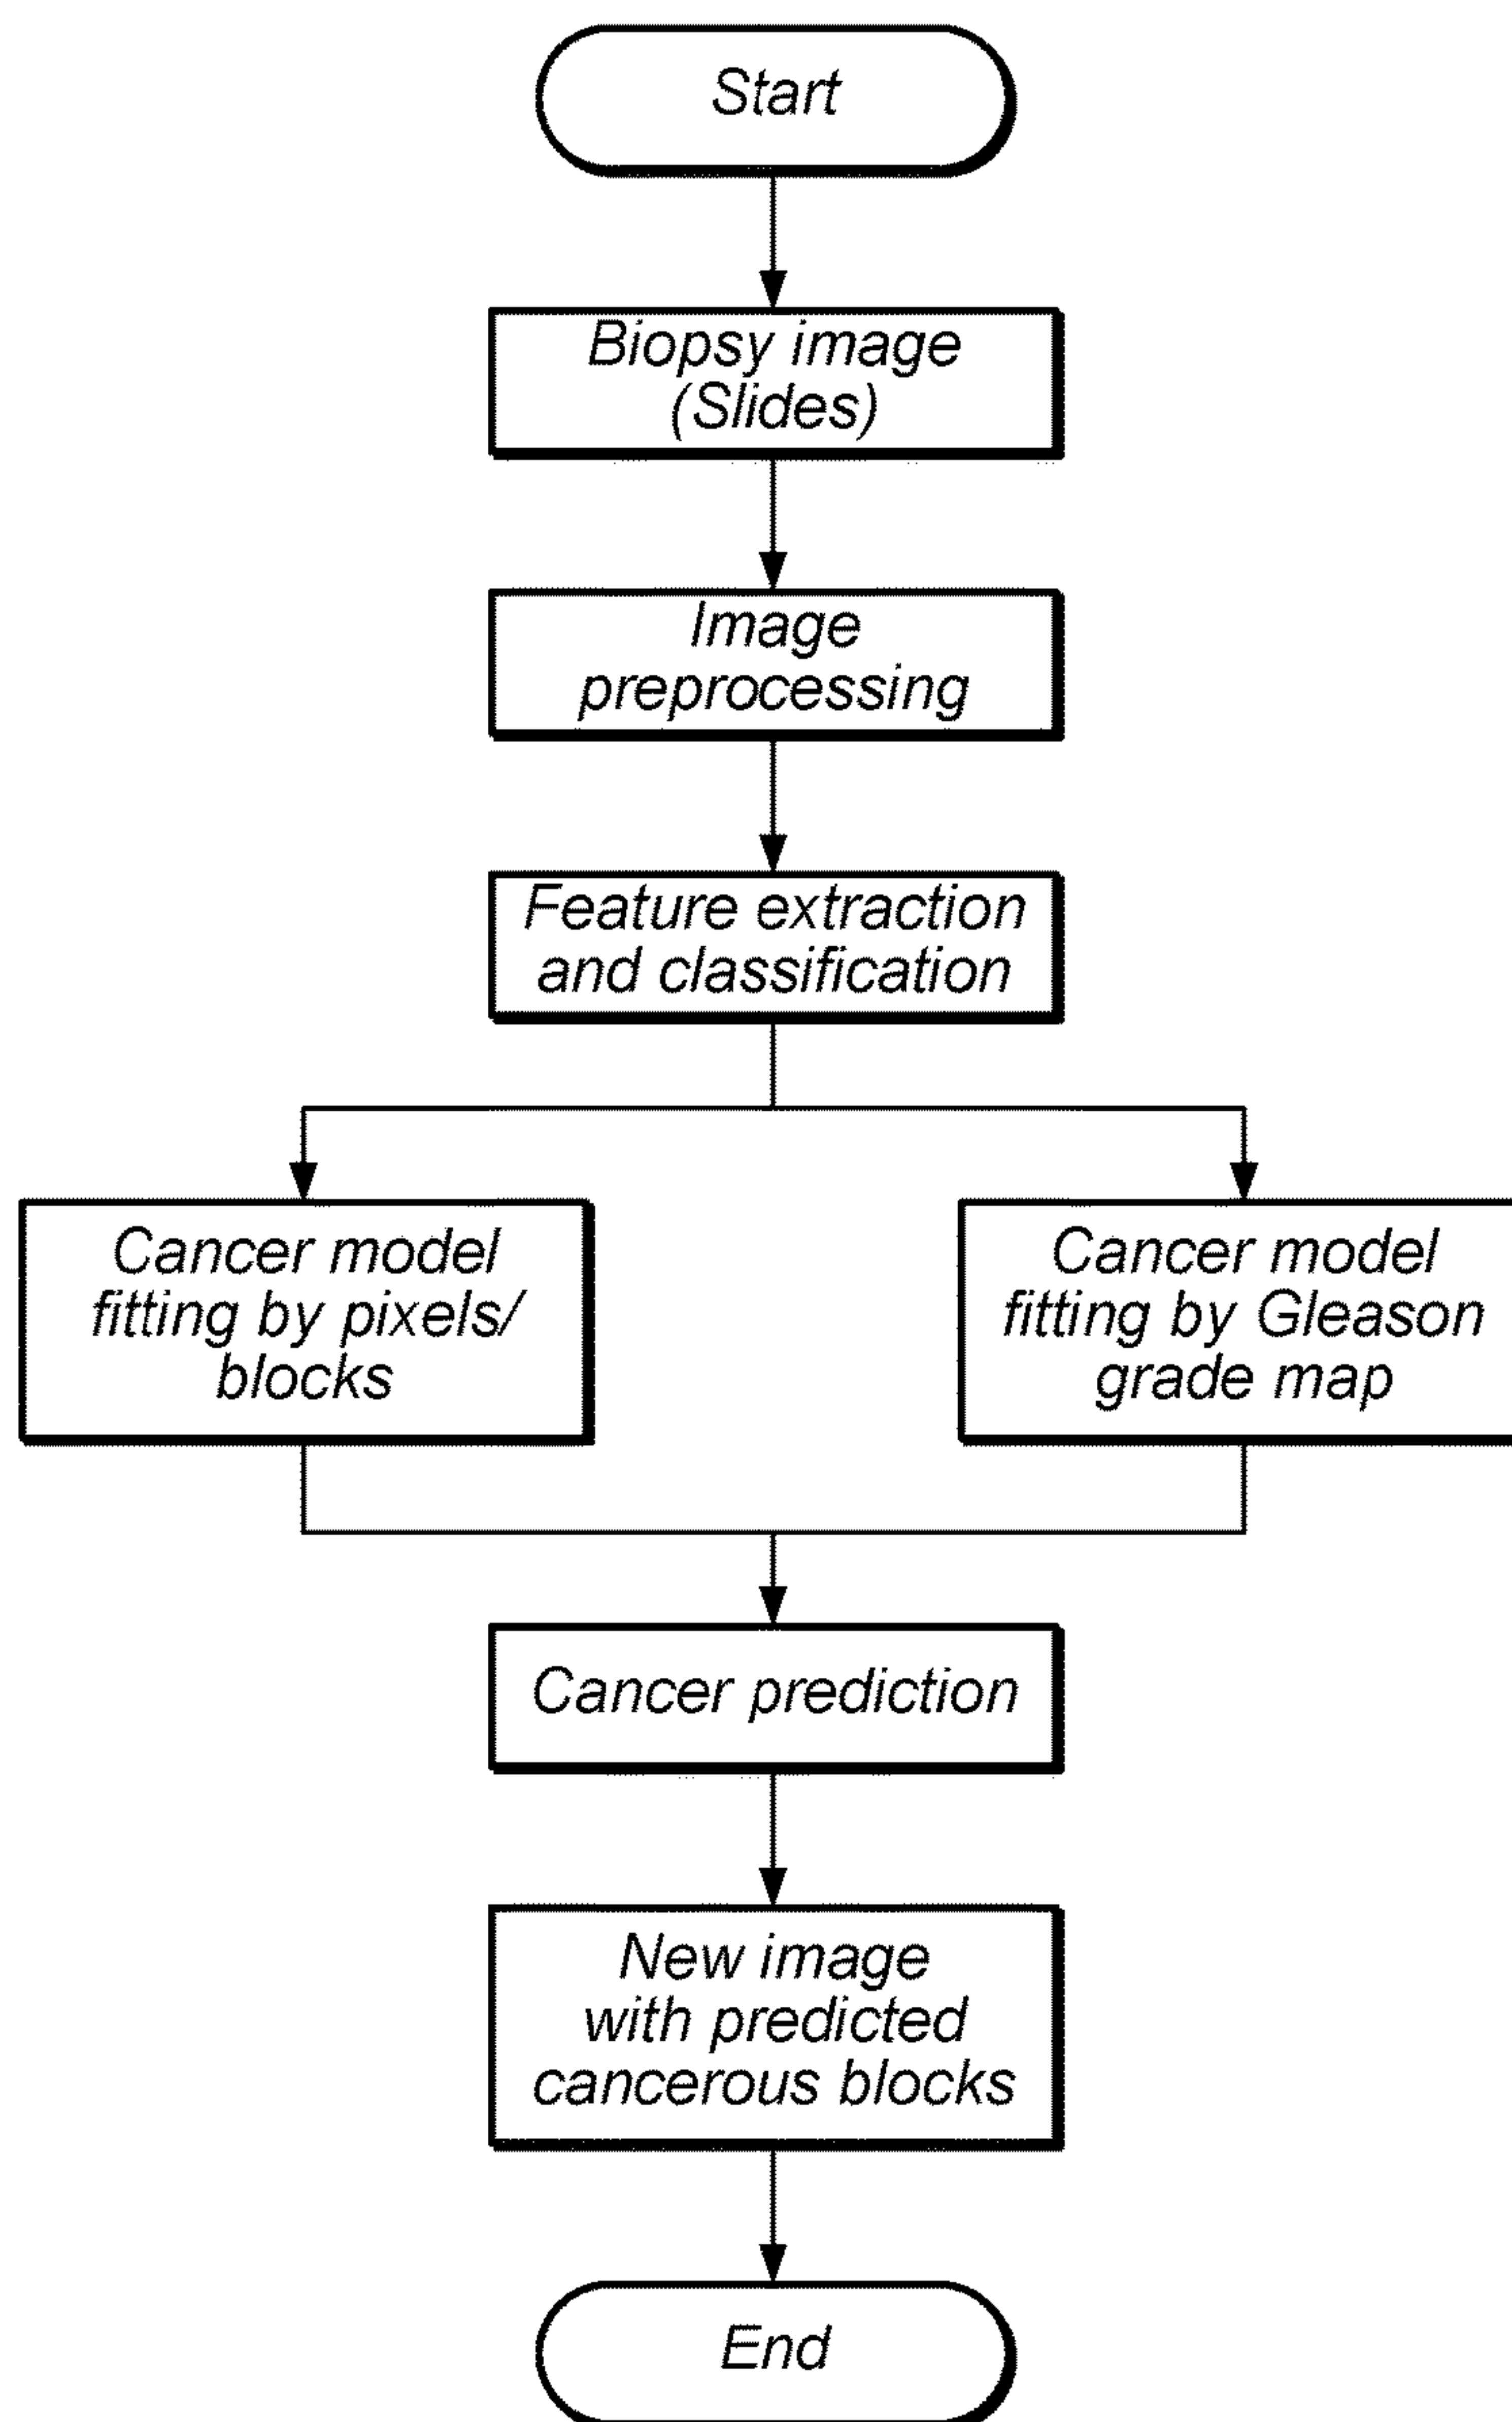 Start
Biopsy image
(Slides)
Image
preprocessing
Feature extraction
and classification
Cancer model
fitting by pixels/
blocks
Cancer model
fitting by Gleason
grade map
Cancer prediction
New image
with predicted
cancerous blocks
End